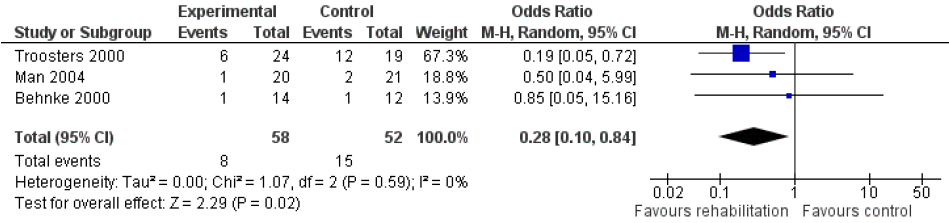 Experimental Control Odds Ratio Odds Ratio
Study or Subgroup Events Total Events Total Weight M-H, Random, 95% CI M-H, Random, 95% CI
Troosters 2000 6 24 12 19 67.3% 0.19 [0.05, 0.72]
Man 2004 1 20 2 21 18.8% 0.50 [0.04, 5.99]
Behnke 2000 1 14 1 12 13.9% 0.85 [0.05, 15.16]
Total (95% CI) 58 52 100.0% 0.28 [0.10, 0.84]
Total events 8 15
Heterogeneity: Tau² = 0.00; Chi² = 1.07, df = 2 (P = 0.59); I² = 0%
Test for overall effect: Z = 2.29 (P = 0.02)
0.02 0.1 1 10 50
Favours rehabilitation Favours control